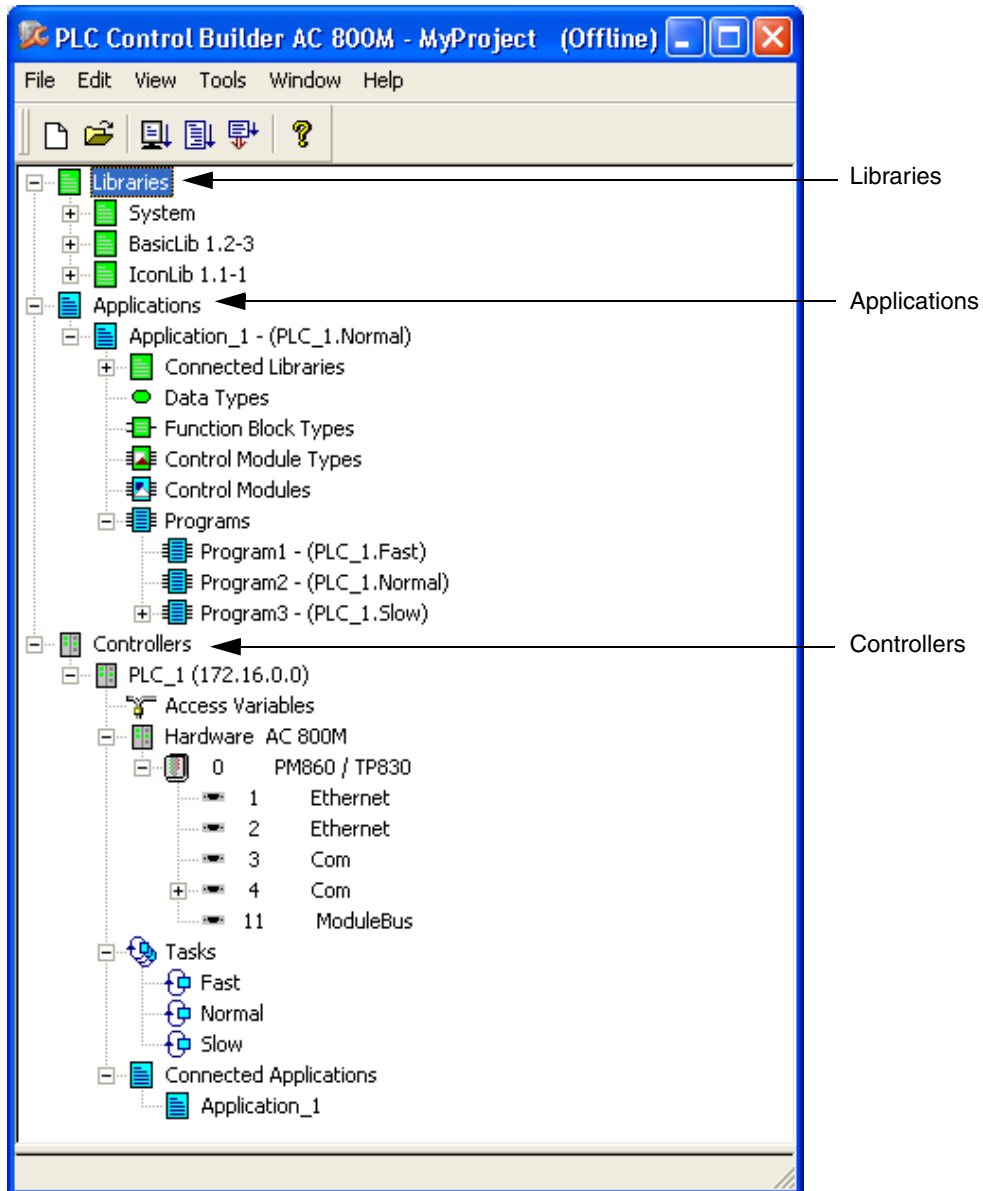 PLC Control Builder AC 800M - MyProject (Offline)
File Edit View Tools Window Help
Libraries
Libraries
System
BasicLib 1.2-3
IconLib 1.1-1
Applications
Applications
Application_1 - (PLC_1.Normal)
Connected Libraries
Data Types
Function Block Types
Control Module Types
Control Modules
Programs
Program1 - (PLC_1.Fast)
Program2 - (PLC_1.Normal)
Program3 - (PLC_1.Slow)
Controllers
Controllers
PLC_1 (172.16.0.0)
Access Variables
Hardware AC 800M
0 PM860 / TP830
1 Ethernet
2 Ethernet
3 Com
4 Com
11 ModuleBus
Tasks
Fast
Normal
Slow
Connected Applications
Application_1